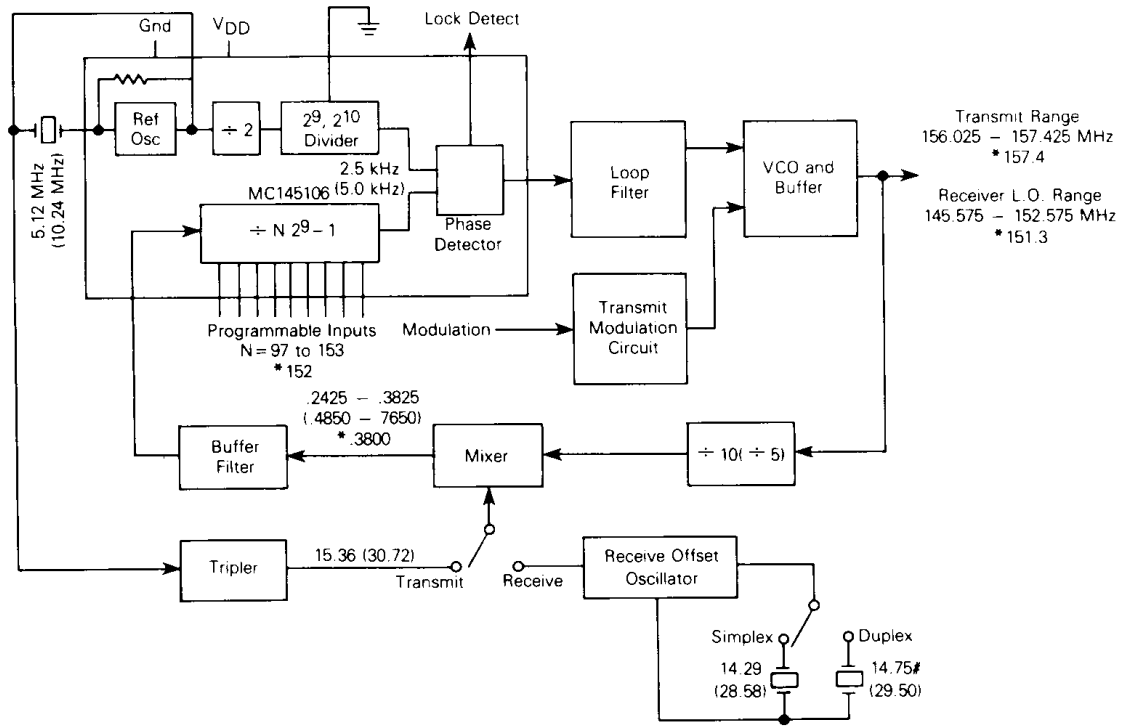 Lock Detect
Gnd
VDD
Ref
Osc
÷ 2
2⁹, 2¹⁰
Divider
5.12 MHz
(10.24 MHz)
2.5 kHz
(5.0 kHz)
MC145106
÷ N 2⁹ – 1
Phase
Detector
Loop
Filter
VCO and
Buffer
Transmit Range
156.025 – 157.425 MHz
*157.4
Receiver L.O. Range
145.575 – 152.575 MHz
*151.3
Programmable Inputs
N = 97 to 153
*152
Modulation
Transmit
Modulation
Circuit
.2425 – .3825
(.4850 – 7650)
*.3800
Buffer
Filter
Mixer
÷ 10( ÷ 5)
Tripler
15.36 (30.72)
Transmit
Receive
Receive Offset
Oscillator
Simplex
Duplex
14.29
(28.58)
14.75#
(29.50)